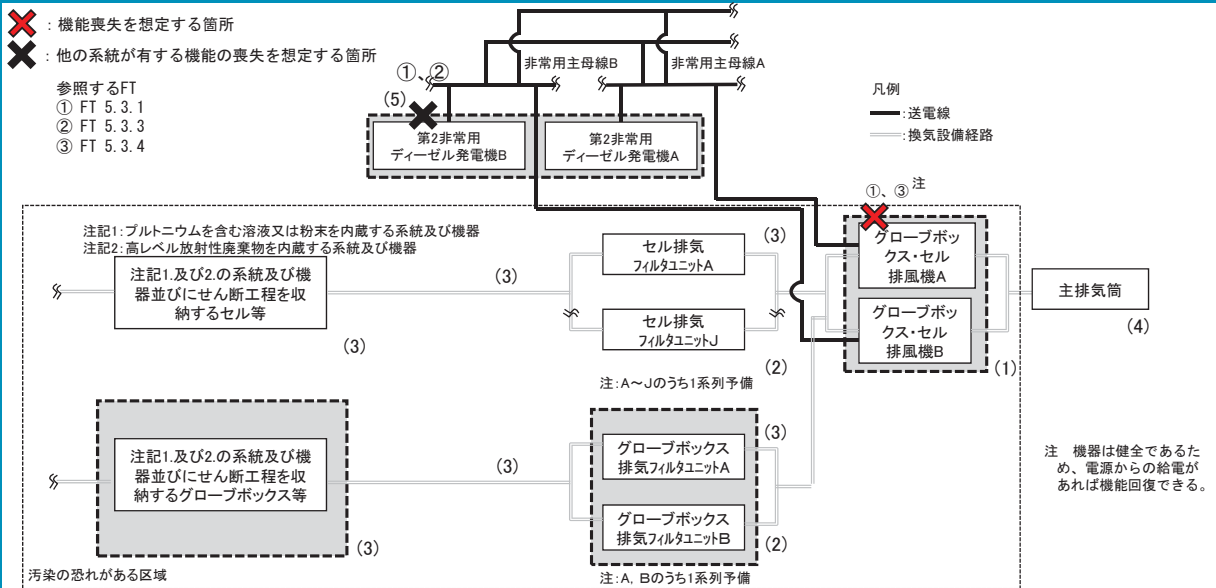 ：機能喪失を想定する箇所
：他の系統が有する機能の喪失を想定する箇所
参照するFT
① FT 5.3.1
② FT 5.3.3
③ FT 5.3.4
①、②
(5)
非常用主母線B
非常用主母線A
第2非常用
ディーゼル発電機B
第2非常用
ディーゼル発電機A
凡例
:送電線
:換気設備経路
①、③注
注記1:プルトニウムを含む溶液又は粉末を内蔵する系統及び機器
注記2:高レベル放射性廃棄物を内蔵する系統及び機器
注記1.及び2.の系統及び機
器並びにせん断工程を収
納するセル等
(3)
(3)
セル排気
フィルタユニットA
(3)
セル排気
フィルタユニットJ
(2)
注:A～Jのうち1系列予備
グローブボッ
クス・セル
排風機A
グローブボッ
クス・セル
排風機B
(1)
主排気筒
(4)
注記1.及び2.の系統及び機
器並びにせん断工程を収
納するグローブボックス等
(3)
(3)
グローブボックス
排気フィルタユニットA
(3)
グローブボックス
排気フィルタユニットB
(2)
注:A, Bのうち1系列予備
注 機器は健全であるた
め、電源からの給電が
あれば機能回復できる。
汚染の恐れがある区域